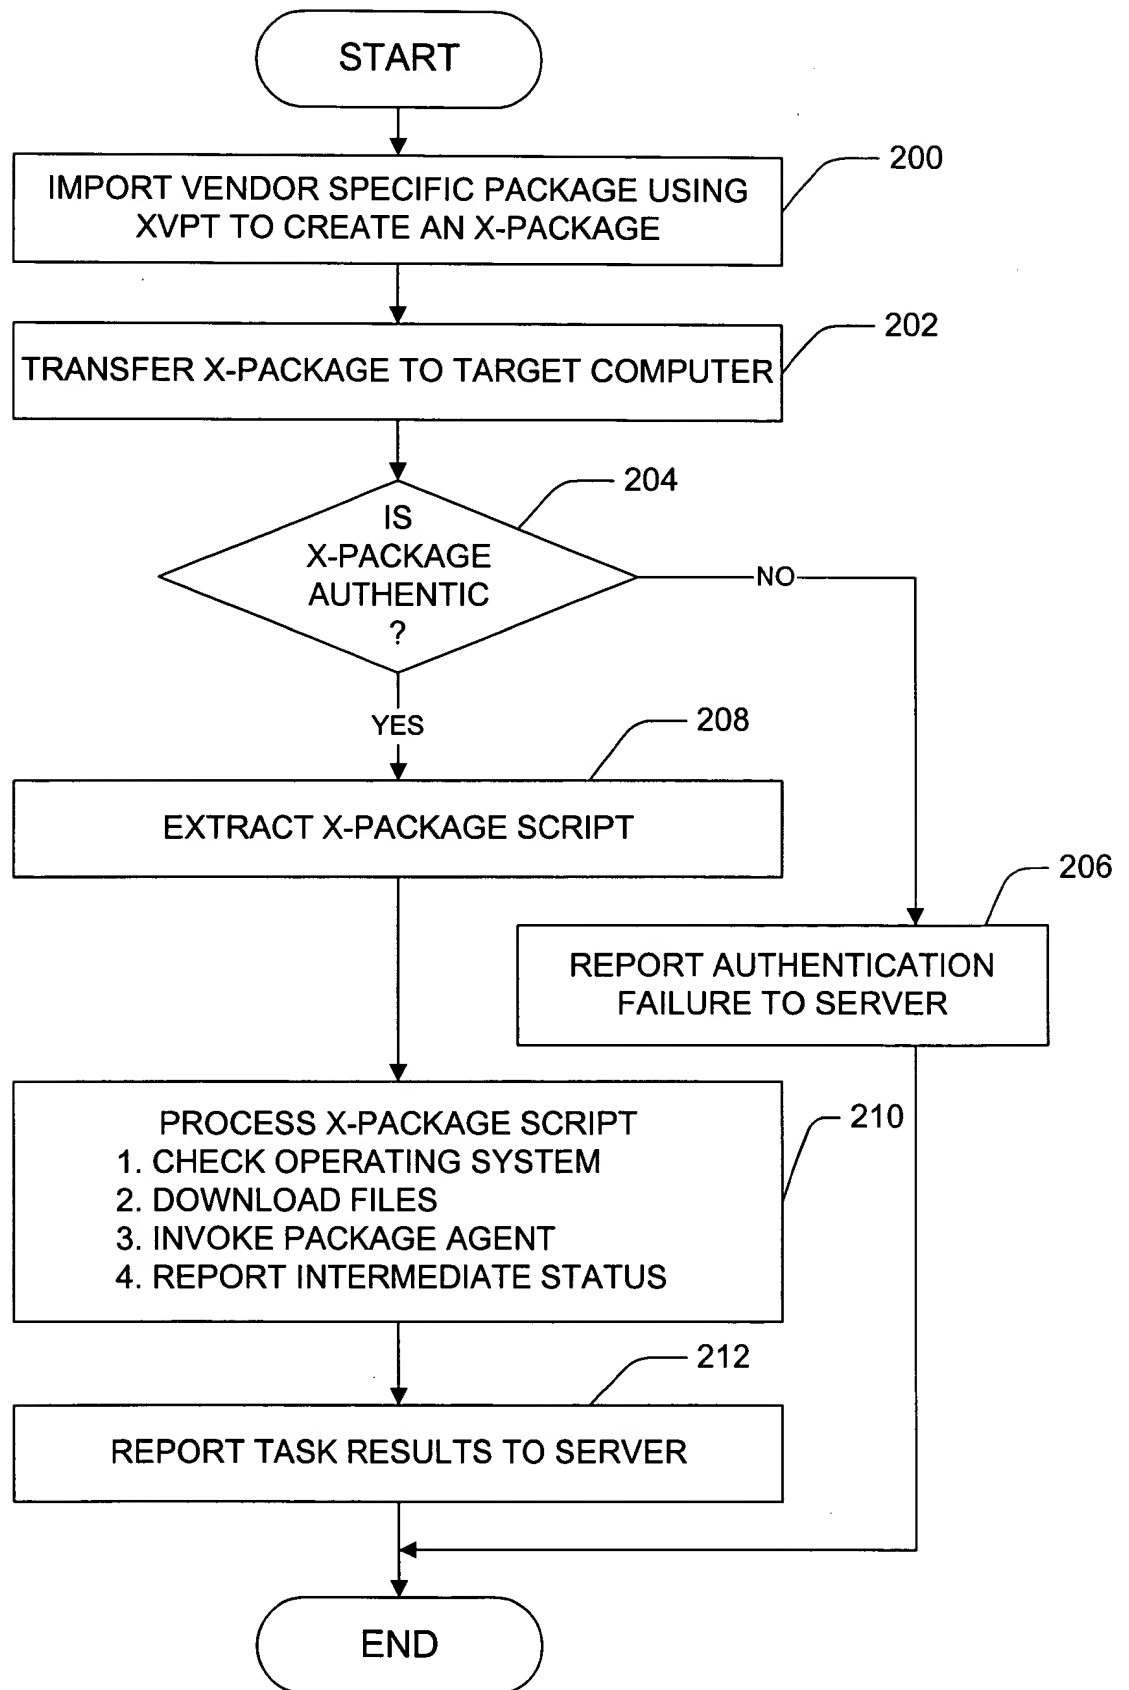 START
200
IMPORT VENDOR SPECIFIC PACKAGE USING
XVPT TO CREATE AN X-PACKAGE
202
TRANSFER X-PACKAGE TO TARGET COMPUTER
204
IS
X-PACKAGE
AUTHENTIC
?
NO
YES
208
EXTRACT X-PACKAGE SCRIPT
206
REPORT AUTHENTICATION
FAILURE TO SERVER
210
PROCESS X-PACKAGE SCRIPT
1. CHECK OPERATING SYSTEM
2. DOWNLOAD FILES
3. INVOKE PACKAGE AGENT
4. REPORT INTERMEDIATE STATUS
212
REPORT TASK RESULTS TO SERVER
END